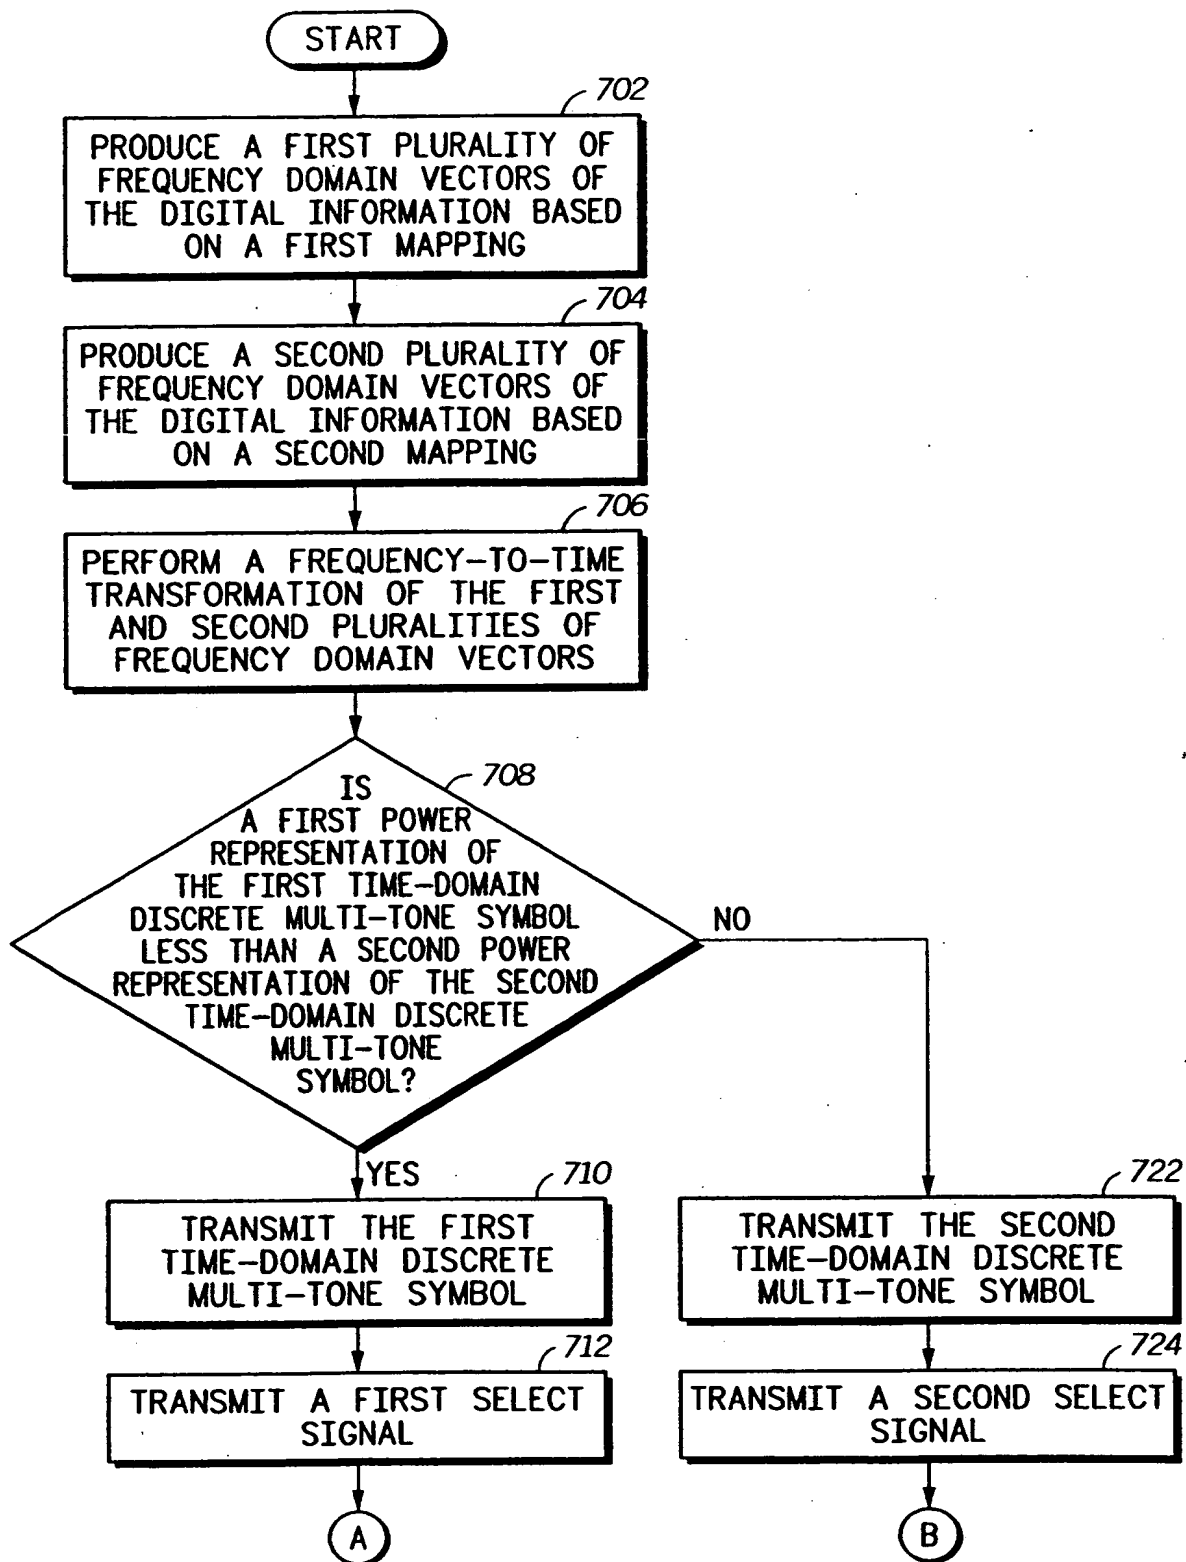 START
702
PRODUCE A FIRST PLURALITY OF
FREQUENCY DOMAIN VECTORS OF
THE DIGITAL INFORMATION BASED
ON A FIRST MAPPING
704
PRODUCE A SECOND PLURALITY OF
FREQUENCY DOMAIN VECTORS OF
THE DIGITAL INFORMATION BASED
ON A SECOND MAPPING
706
PERFORM A FREQUENCY-TO-TIME
TRANSFORMATION OF THE FIRST
AND SECOND PLURALITIES OF
FREQUENCY DOMAIN VECTORS
708
IS
A FIRST POWER
REPRESENTATION OF
THE FIRST TIME-DOMAIN
DISCRETE MULTI-TONE SYMBOL
LESS THAN A SECOND POWER
REPRESENTATION OF THE SECOND
TIME-DOMAIN DISCRETE
MULTI-TONE
SYMBOL?
NO
YES
710
TRANSMIT THE FIRST
TIME-DOMAIN DISCRETE
MULTI-TONE SYMBOL
712
TRANSMIT A FIRST SELECT
SIGNAL
A
722
TRANSMIT THE SECOND
TIME-DOMAIN DISCRETE
MULTI-TONE SYMBOL
724
TRANSMIT A SECOND SELECT
SIGNAL
B